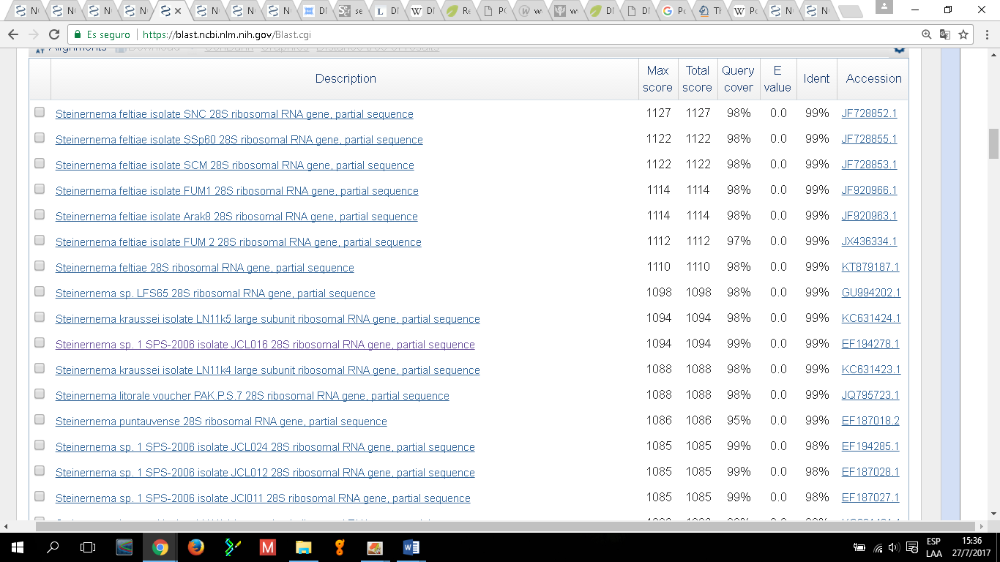 Es seguro https://blast.ncbi.nlm.nih.gov/Blast.cgi
Alignments Download GenBank Graphics Distance tree of results
Description Max score Total score Query cover E value Ident Accession
Steinernema feltiae isolate SNC 28S ribosomal RNA gene, partial sequence 1127 1127 98% 0.0 99% JF728852.1
Steinernema feltiae isolate SSp60 28S ribosomal RNA gene, partial sequence 1122 1122 98% 0.0 99% JF728855.1
Steinernema feltiae isolate SCM 28S ribosomal RNA gene, partial sequence 1122 1122 98% 0.0 99% JF728853.1
Steinernema feltiae isolate FUM1 28S ribosomal RNA gene, partial sequence 1114 1114 98% 0.0 99% JF920966.1
Steinernema feltiae isolate Arak8 28S ribosomal RNA gene, partial sequence 1114 1114 98% 0.0 99% JF920963.1
Steinernema feltiae isolate FUM 2 28S ribosomal RNA gene, partial sequence 1112 1112 97% 0.0 99% JX436334.1
Steinernema feltiae 28S ribosomal RNA gene, partial sequence 1110 1110 98% 0.0 99% KT879187.1
Steinernema sp. LFS65 28S ribosomal RNA gene, partial sequence 1098 1098 98% 0.0 99% GU994202.1
Steinernema kraussei isolate LN11k5 large subunit ribosomal RNA gene, partial sequence 1094 1094 98% 0.0 99% KC631424.1
Steinernema sp. 1 SPS-2006 isolate JCL016 28S ribosomal RNA gene, partial sequence 1094 1094 99% 0.0 99% EF194278.1
Steinernema kraussei isolate LN11k4 large subunit ribosomal RNA gene, partial sequence 1088 1088 98% 0.0 99% KC631423.1
Steinernema litorale voucher PAK.P.S.7 28S ribosomal RNA gene, partial sequence 1088 1088 98% 0.0 99% JQ795723.1
Steinernema puntauvense 28S ribosomal RNA gene, partial sequence 1086 1086 95% 0.0 99% EF187018.2
Steinernema sp. 1 SPS-2006 isolate JCL024 28S ribosomal RNA gene, partial sequence 1085 1085 99% 0.0 98% EF194285.1
Steinernema sp. 1 SPS-2006 isolate JCL012 28S ribosomal RNA gene, partial sequence 1085 1085 99% 0.0 98% EF187028.1
Steinernema sp. 1 SPS-2006 isolate JCl011 28S ribosomal RNA gene, partial sequence 1085 1085 99% 0.0 98% EF187027.1
ESP 15:36
LAA 27/7/2017